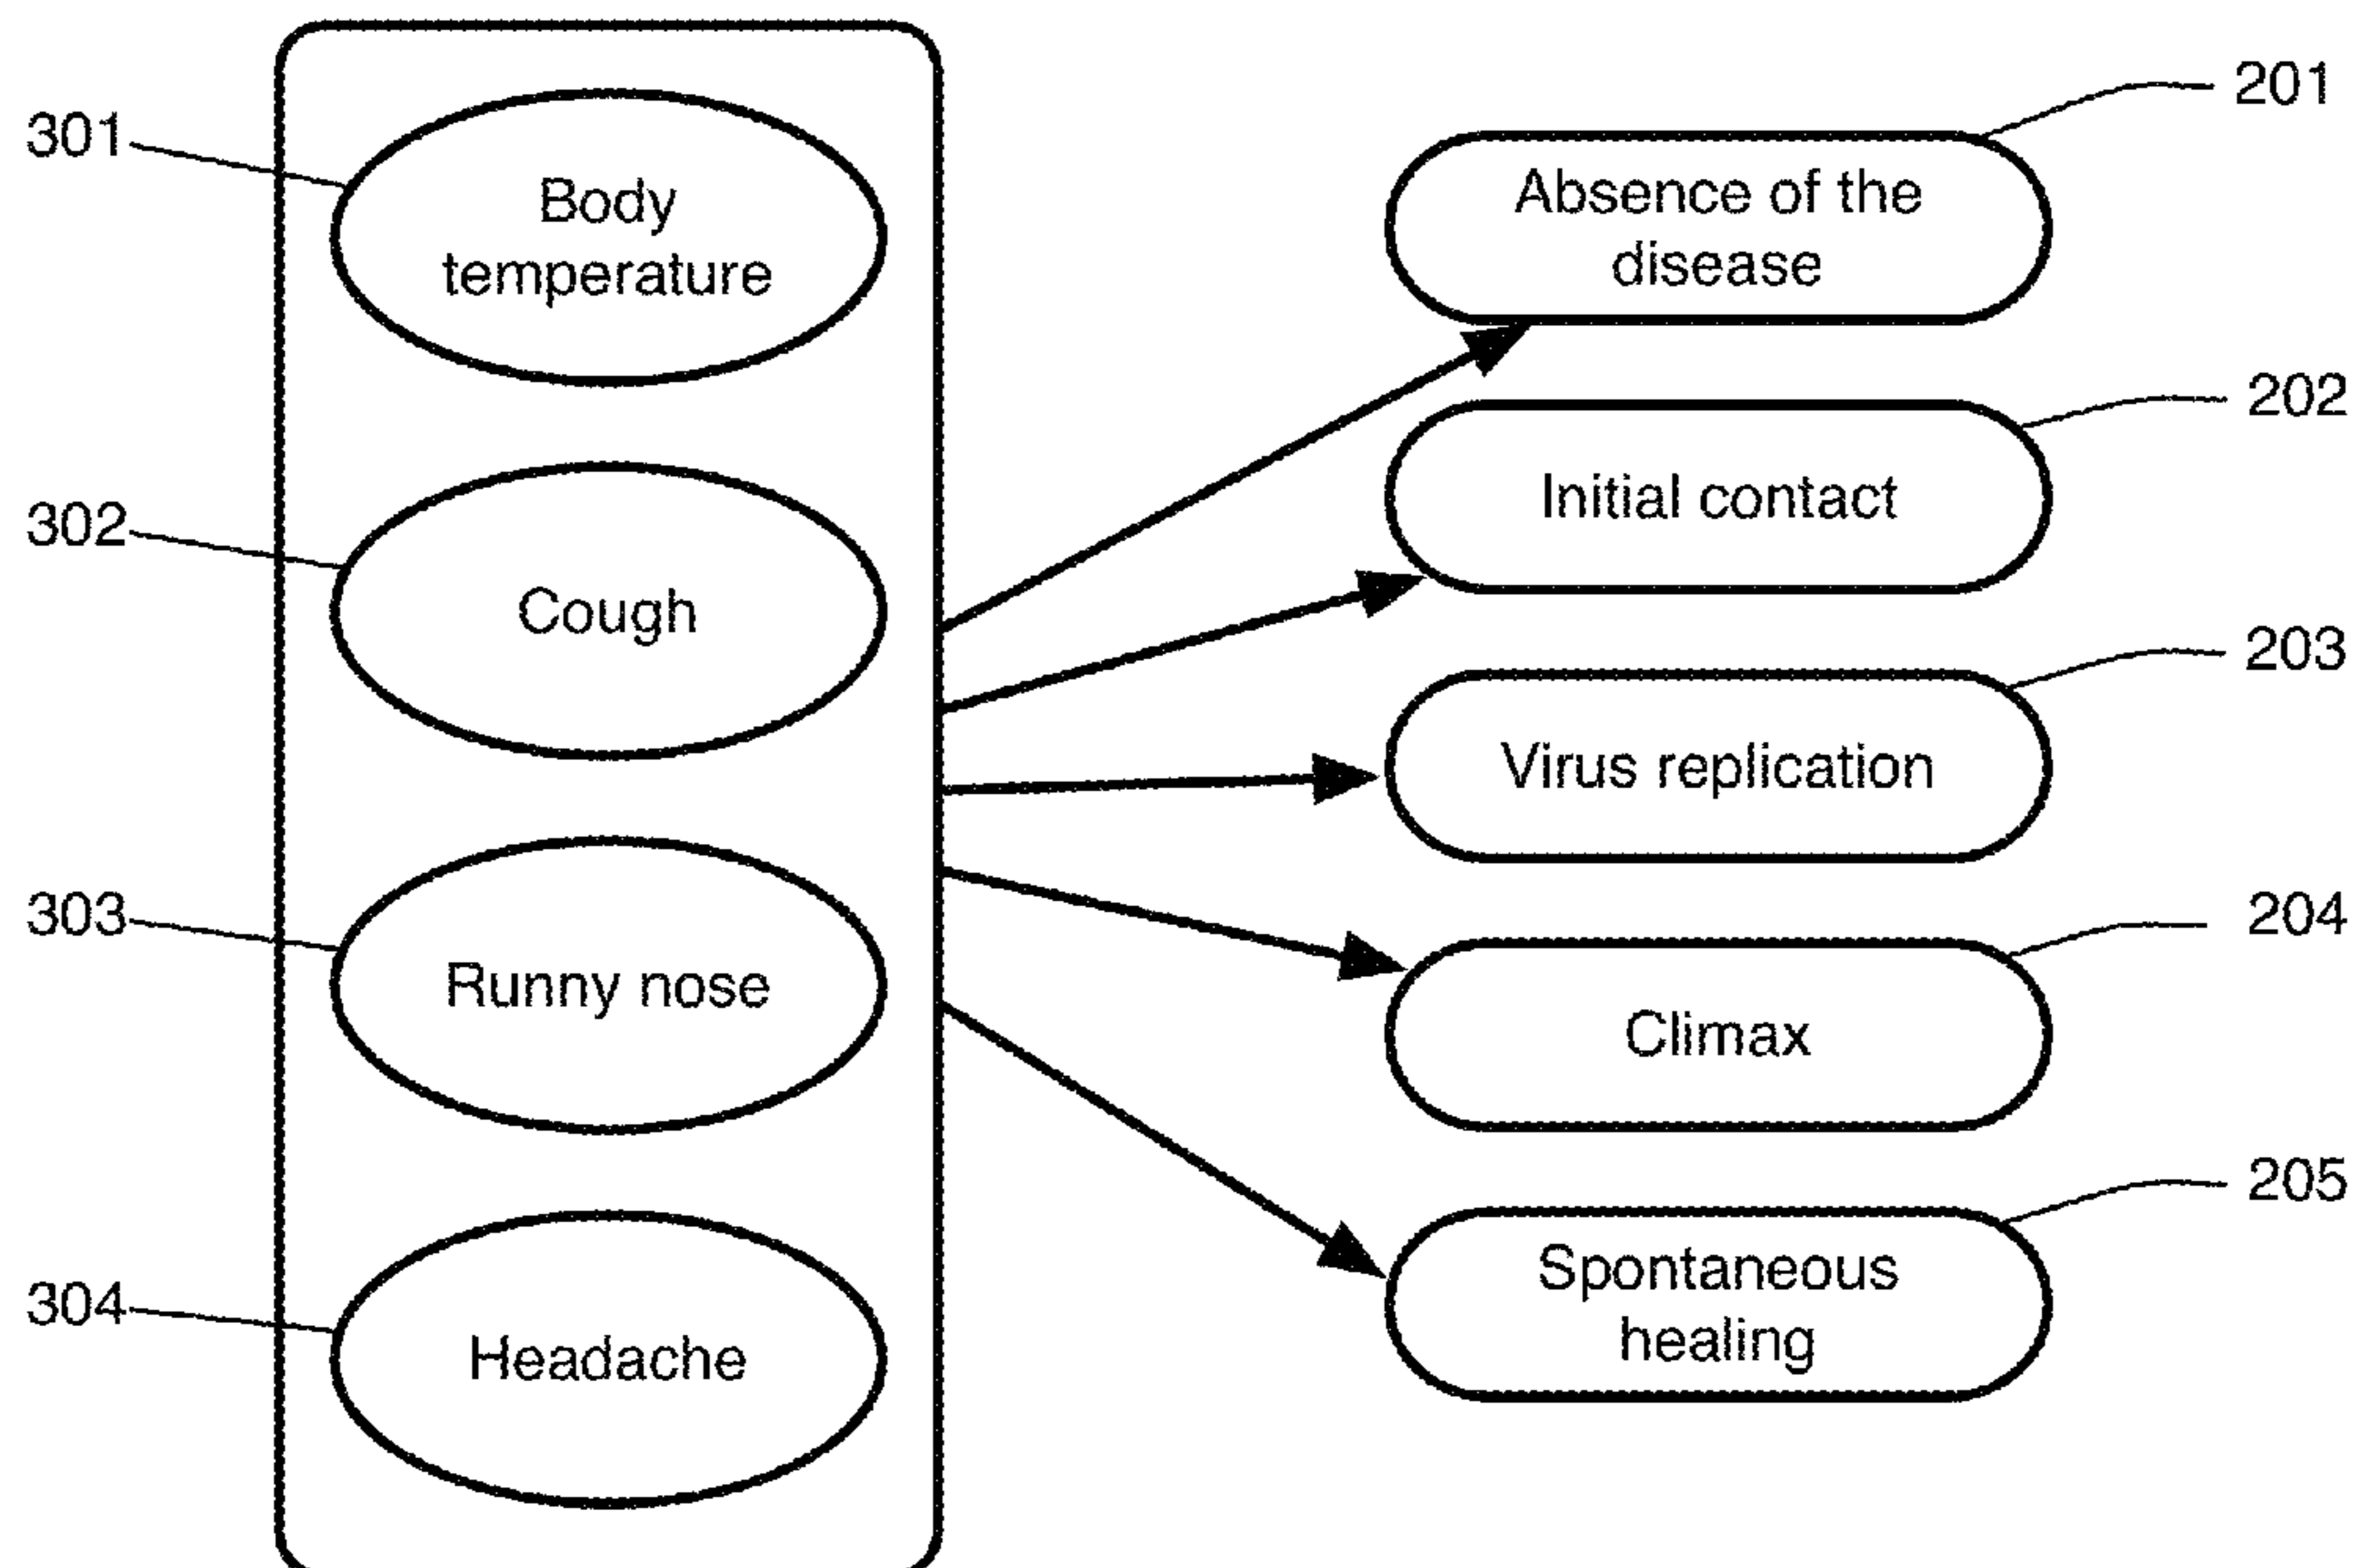 301
Body
temperature
302
Cough
303
Runny nose
304
Headache
201
Absence of the
disease
202
Initial contact
203
Virus replication
204
Climax
205
Spontaneous
healing